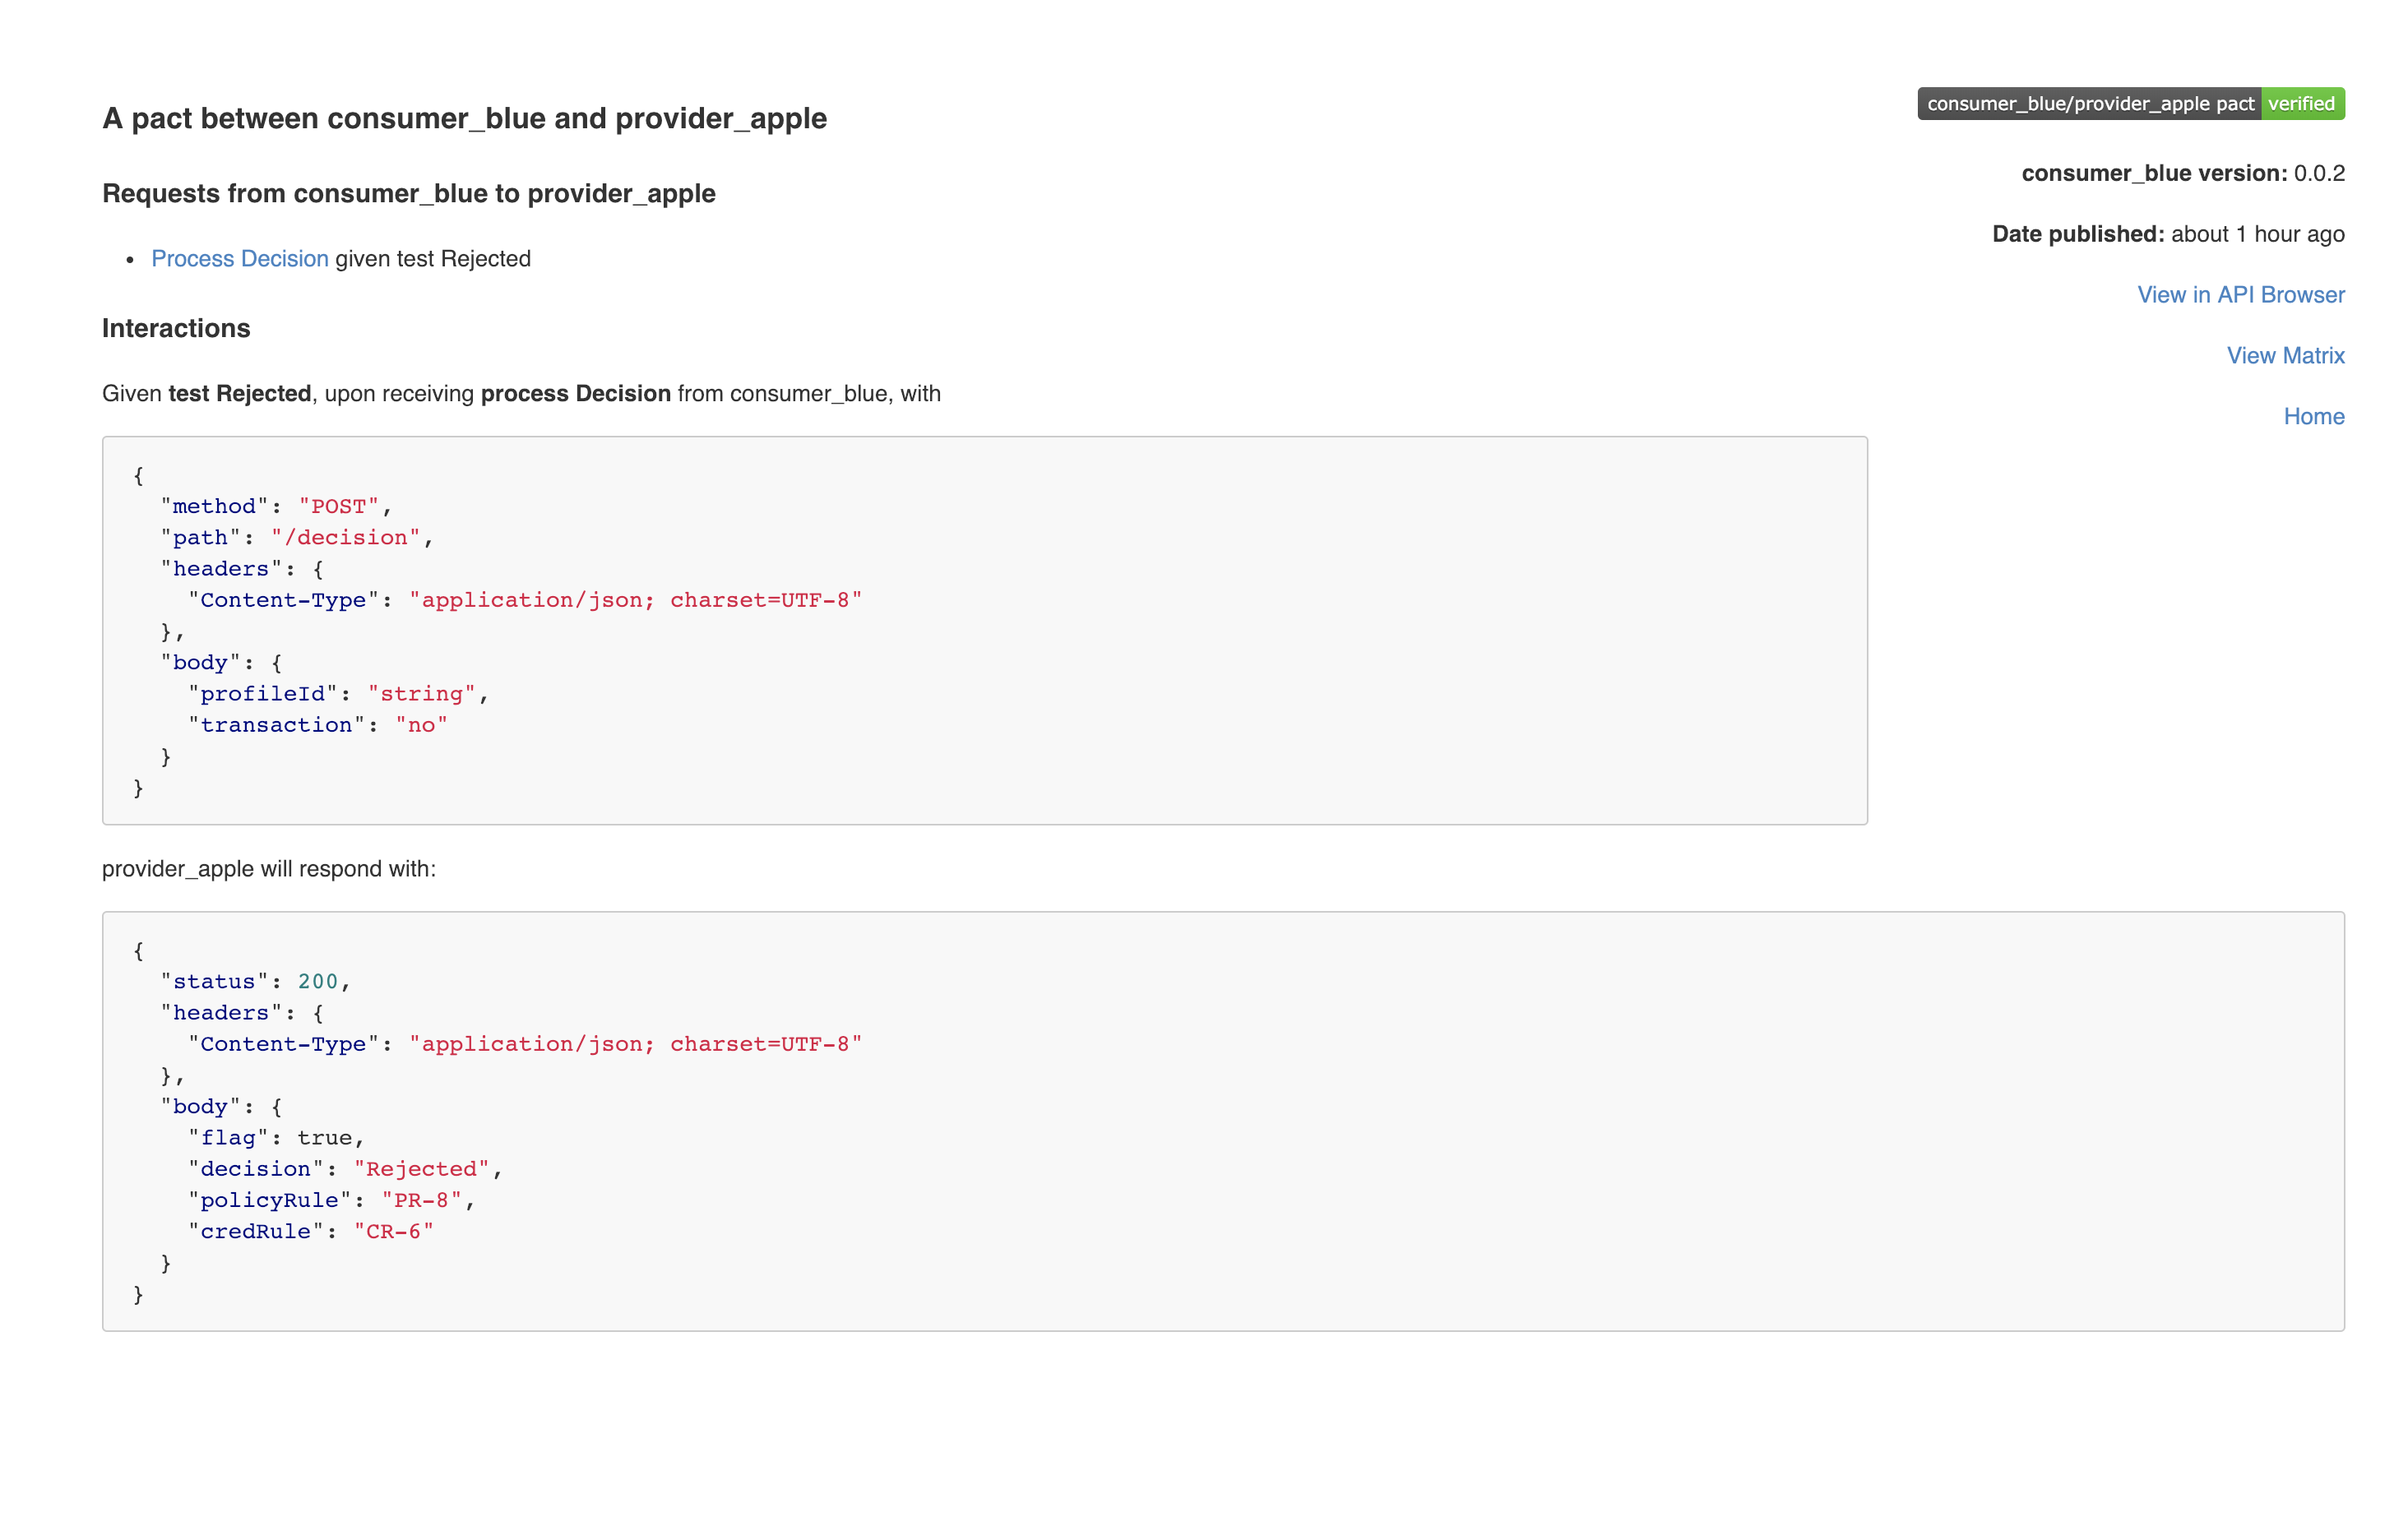 A pact between consumer_blue and provider_apple
consumer_blue/provider_apple pact verified
consumer_blue version: 0.0.2
Date published: about 1 hour ago
View in API Browser
View Matrix
Home
Requests from consumer_blue to provider_apple
• Process Decision given test Rejected
Interactions
Given test Rejected, upon receiving process Decision from consumer_blue, with
{
  "method": "POST",
  "path": "/decision",
  "headers": {
    "Content-Type": "application/json; charset=UTF-8"
  },
  "body": {
    "profileId": "string",
    "transaction": "no"
  }
}
provider_apple will respond with:
{
  "status": 200,
  "headers": {
    "Content-Type": "application/json; charset=UTF-8"
  },
  "body": {
    "flag": true,
    "decision": "Rejected",
    "policyRule": "PR-8",
    "credRule": "CR-6"
  }
}